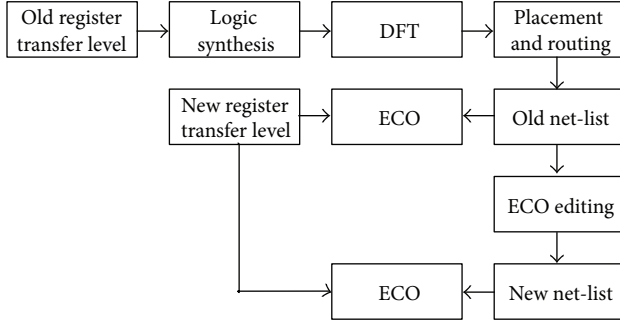 Old register
transfer level
Logic
synthesis
DFT
Placement
and routing
New register
transfer level
ECO
Old net-list
ECO editing
ECO
New net-list